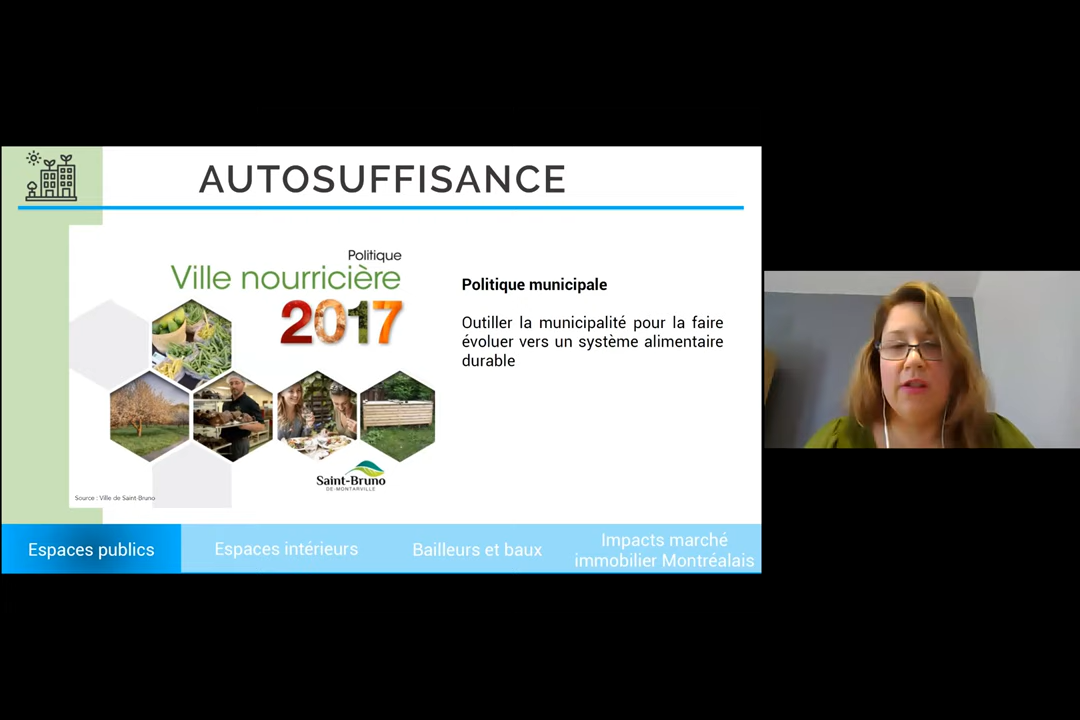 AUTOSUFFISANCE
Politique
Ville nourricière
2017
Saint-Bruno
DE-MONTARVILLE
Source : Ville de Saint-Bruno
Politique municipale
Outiller la municipalité pour la faire
évoluer vers un système alimentaire
durable
Espaces publics
Espaces intérieurs
Bailleurs et baux
Impacts marché
immobilier Montréalais